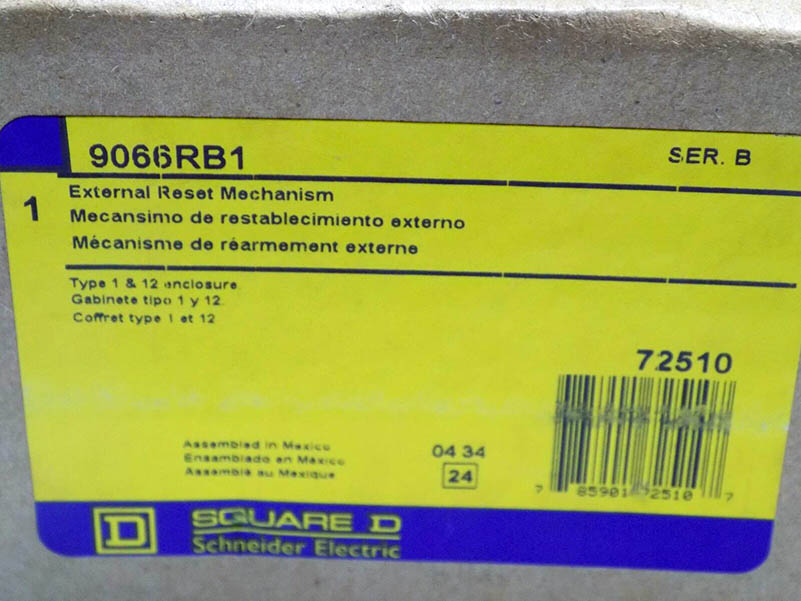 9066RB1
SER. B
1
External Reset Mechanism
Mecansimo de restablecimiento externo
Mécanisme de réarmement externe
Type 1 & 12 enclosure
Gabinete tipo 1 y 12
Coffret type 1 et 12
72510
Assembled in Mexico
Ensamblado en México
Assemblé au Mexique
04 34
24
7 85901 72510 7
D
SQUARE D
Schneider Electric